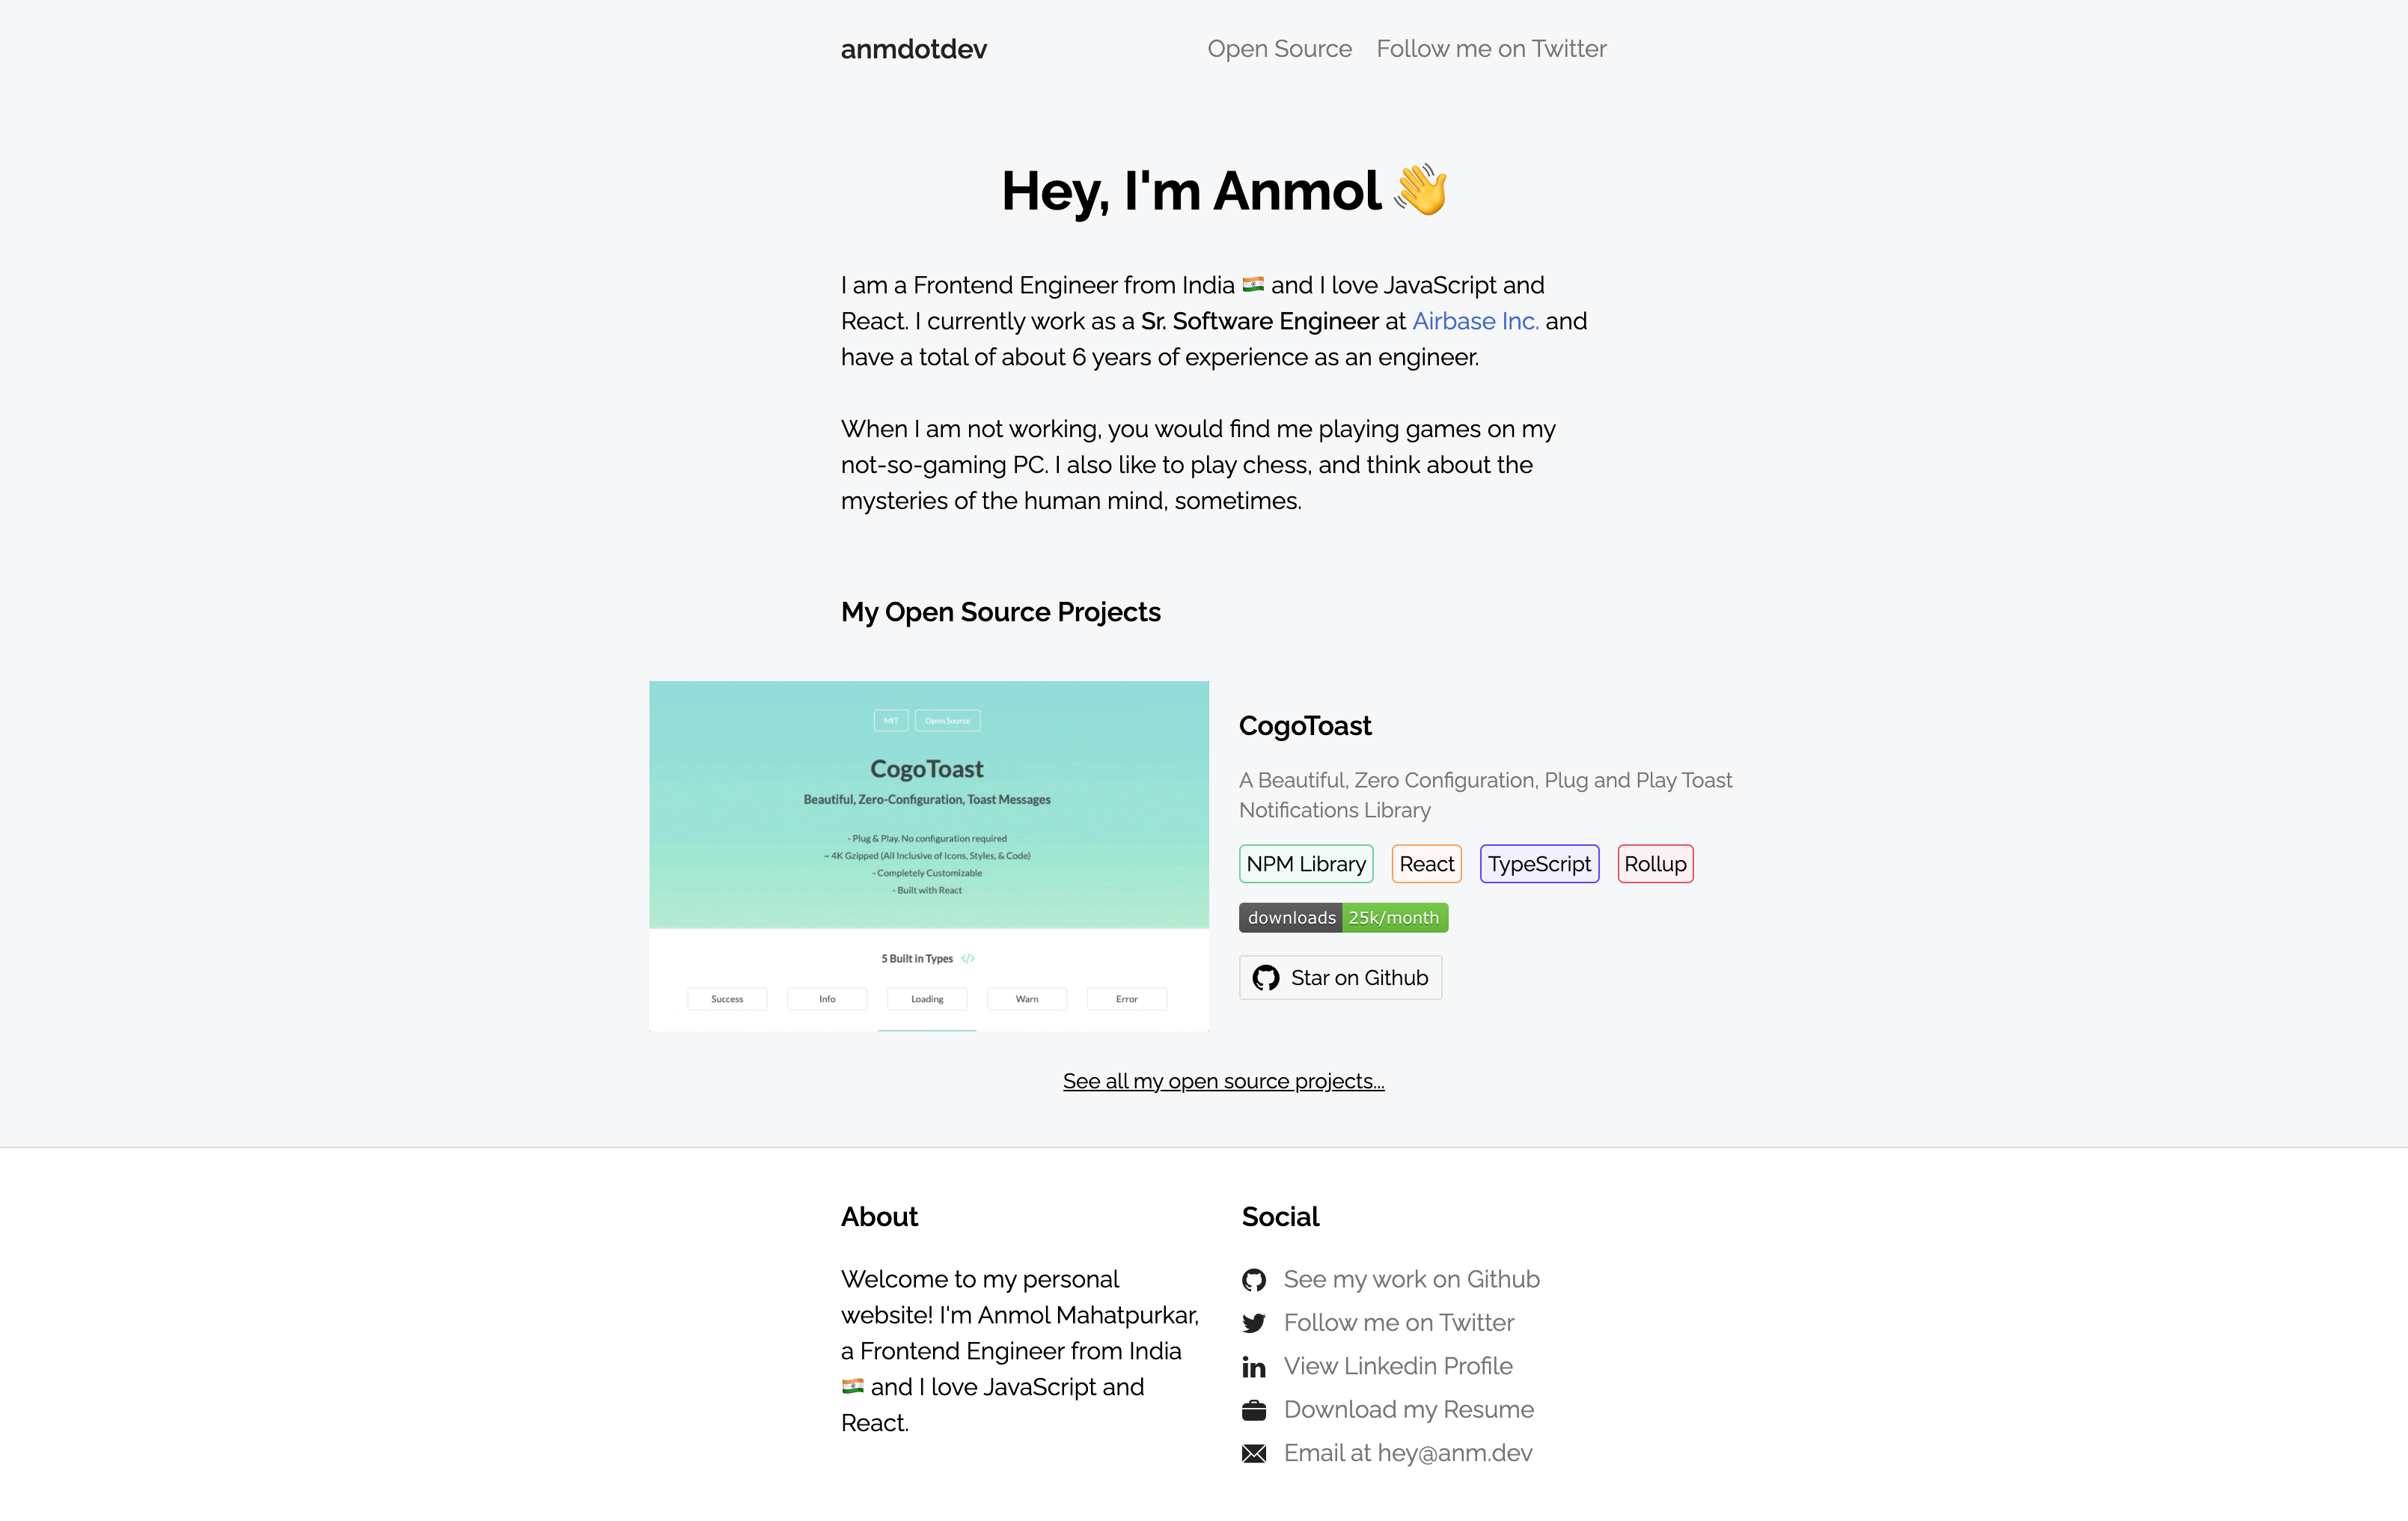 anmdotdev
Open Source
Follow me on Twitter
Hey, I'm Anmol 👋
I am a Frontend Engineer from India 🇮🇳 and I love JavaScript and
React. I currently work as a Sr. Software Engineer at Airbase Inc. and
have a total of about 6 years of experience as an engineer.
When I am not working, you would find me playing games on my
not-so-gaming PC. I also like to play chess, and think about the
mysteries of the human mind, sometimes.
My Open Source Projects
MIT
Open Source
CogoToast
Beautiful, Zero-Configuration, Toast Messages
- Plug & Play. No configuration required
~ 4K Gzipped (All Inclusive of Icons, Styles, & Code)
- Completely Customizable
- Built with React
5 Built in Types </>
Success
Info
Loading
Warn
Error
CogoToast
A Beautiful, Zero Configuration, Plug and Play Toast
Notifications Library
NPM Library
React
TypeScript
Rollup
downloads 25k/month
Star on Github
See all my open source projects...
About
Welcome to my personal
website! I'm Anmol Mahatpurkar,
a Frontend Engineer from India
🇮🇳 and I love JavaScript and
React.
Social
See my work on Github
Follow me on Twitter
View Linkedin Profile
Download my Resume
Email at hey@anm.dev